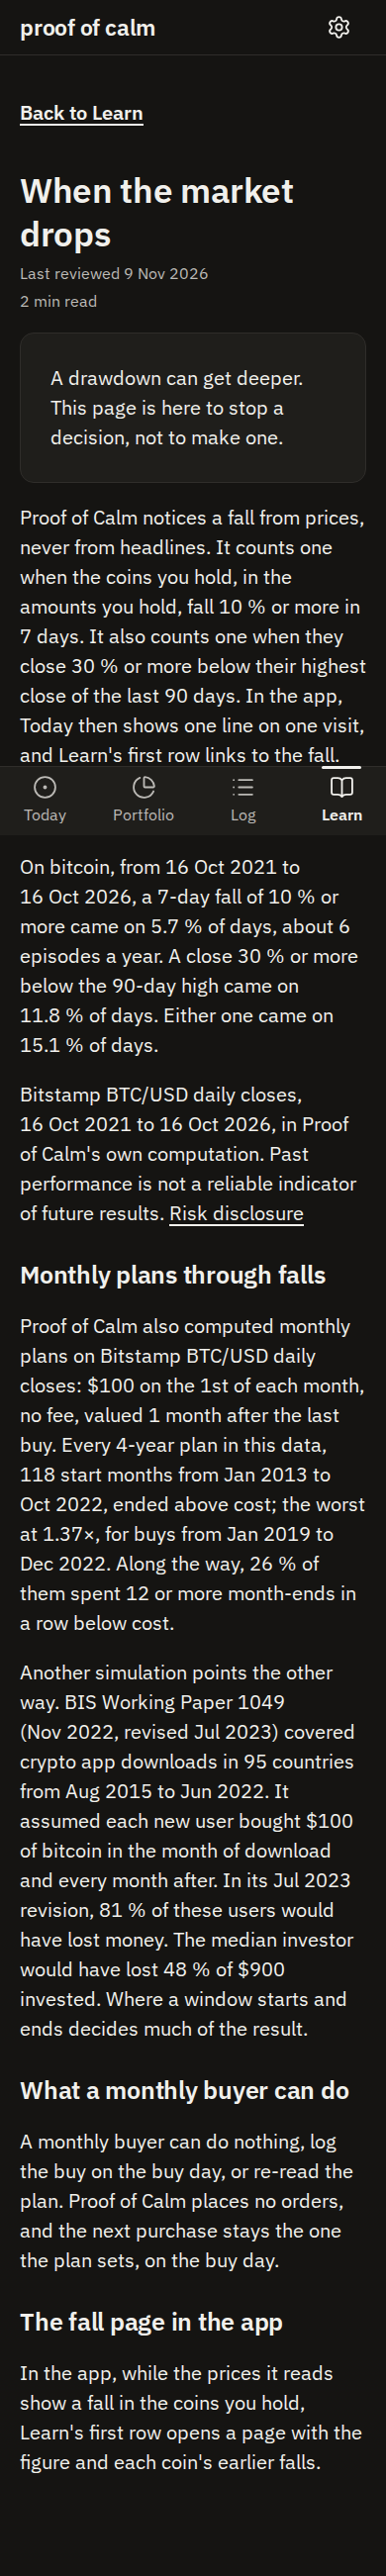 proof of calm
Back to Learn
When the market
drops
Last reviewed 9 Nov 2026
2 min read
A drawdown can get deeper.
This page is here to stop a
decision, not to make one.
Proof of Calm notices a fall from prices,
never from headlines. It counts one
when the coins you hold, in the
amounts you hold, fall 10 % or more in
7 days. It also counts one when they
close 30 % or more below their highest
close of the last 90 days. In the app,
Today then shows one line on one visit,
and Learn's first row links to the fall.
Today Portfolio Log Learn
On bitcoin, from 16 Oct 2021 to
16 Oct 2026, a 7-day fall of 10 % or
more came on 5.7 % of days, about 6
episodes a year. A close 30 % or more
below the 90-day high came on
11.8 % of days. Either one came on
15.1 % of days.
Bitstamp BTC/USD daily closes,
16 Oct 2021 to 16 Oct 2026, in Proof
of Calm's own computation. Past
performance is not a reliable indicator
of future results. Risk disclosure
Monthly plans through falls
Proof of Calm also computed monthly
plans on Bitstamp BTC/USD daily
closes: $100 on the 1st of each month,
no fee, valued 1 month after the last
buy. Every 4-year plan in this data,
118 start months from Jan 2013 to
Oct 2022, ended above cost; the worst
at 1.37×, for buys from Jan 2019 to
Dec 2022. Along the way, 26 % of
them spent 12 or more month-ends in
a row below cost.
Another simulation points the other
way. BIS Working Paper 1049
(Nov 2022, revised Jul 2023) covered
crypto app downloads in 95 countries
from Aug 2015 to Jun 2022. It
assumed each new user bought $100
of bitcoin in the month of download
and every month after. In its Jul 2023
revision, 81 % of these users would
have lost money. The median investor
would have lost 48 % of $900
invested. Where a window starts and
ends decides much of the result.
What a monthly buyer can do
A monthly buyer can do nothing, log
the buy on the buy day, or re-read the
plan. Proof of Calm places no orders,
and the next purchase stays the one
the plan sets, on the buy day.
The fall page in the app
In the app, while the prices it reads
show a fall in the coins you hold,
Learn's first row opens a page with the
figure and each coin's earlier falls.